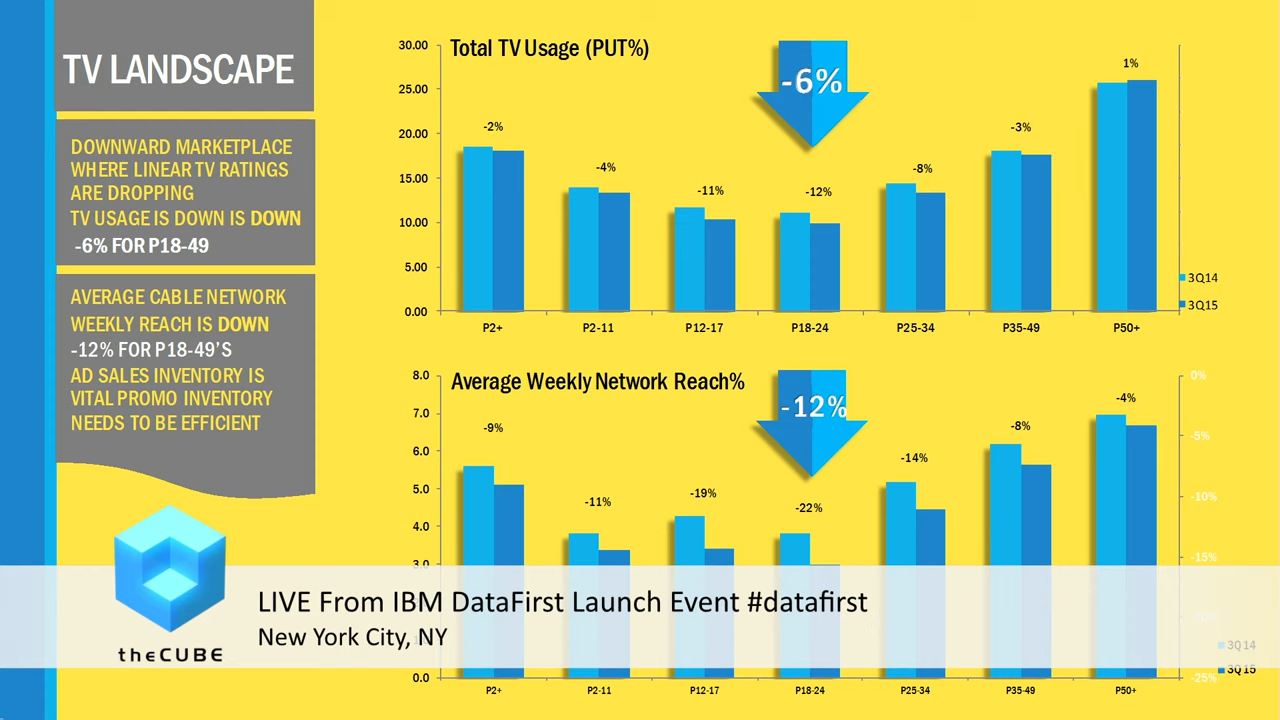 TV LANDSCAPE
DOWNWARD MARKETPLACE
WHERE LINEAR TV RATINGS
ARE DROPPING
TV USAGE IS DOWN IS DOWN
-6% FOR P18-49
AVERAGE CABLE NETWORK
WEEKLY REACH IS DOWN
-12% FOR P18-49'S
AD SALES INVENTORY IS
VITAL PROMO INVENTORY
NEEDS TO BE EFFICIENT
Total TV Usage (PUT%)
-6%
30.00
25.00
20.00
15.00
10.00
5.00
0.00
-2%
-4%
-11%
-12%
-8%
-3%
1%
P2+
P2-11
P12-17
P18-24
P25-34
P35-49
P50+
3Q14
3Q15
Average Weekly Network Reach%
-12%
8.0
7.0
6.0
5.0
4.0
3.0
0.0
-9%
-11%
-19%
-22%
-14%
-8%
-4%
0%
-5%
-10%
-15%
-25%
P2+
P2-11
P12-17
P18-24
P25-34
P35-49
P50+
3Q14
3Q15
LIVE From IBM DataFirst Launch Event #datafirst
New York City, NY
theCUBE